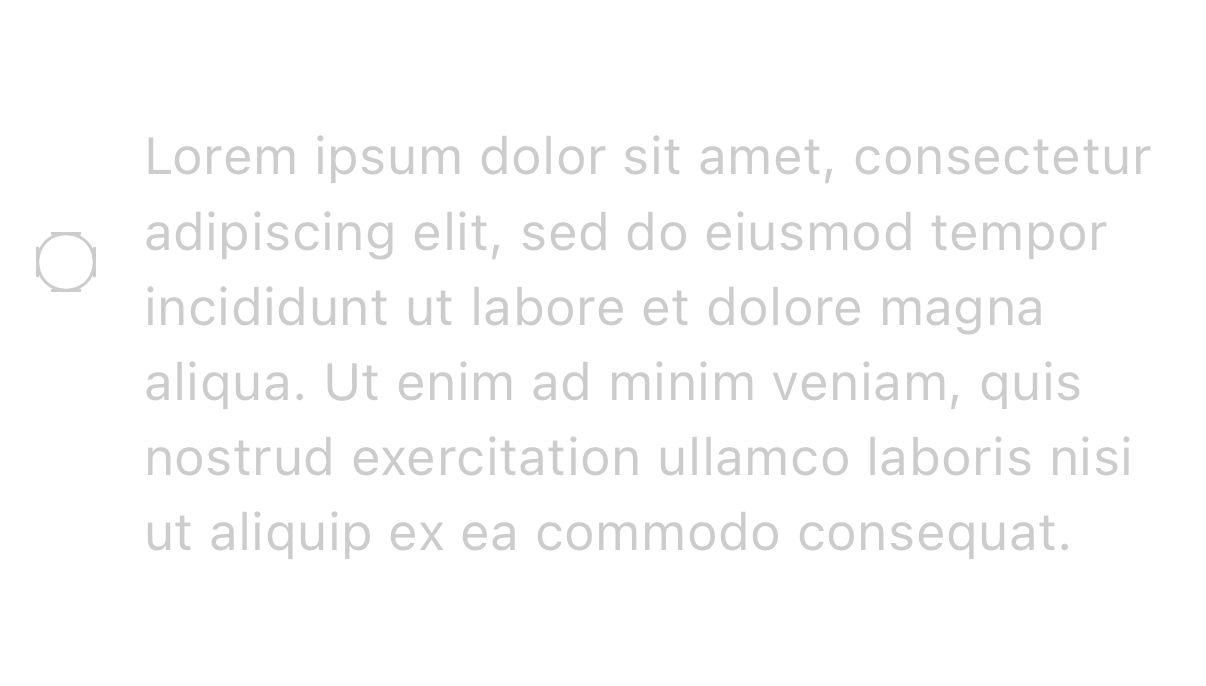 Lorem ipsum dolor sit amet, consectetur
adipiscing elit, sed do eiusmod tempor
incididunt ut labore et dolore magna
aliqua. Ut enim ad minim veniam, quis
nostrud exercitation ullamco laboris nisi
ut aliquip ex ea commodo consequat.